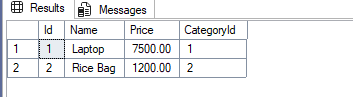 Results Messages
Id Name Price CategoryId
1 1 Laptop 7500.00 1
2 2 Rice Bag 1200.00 2